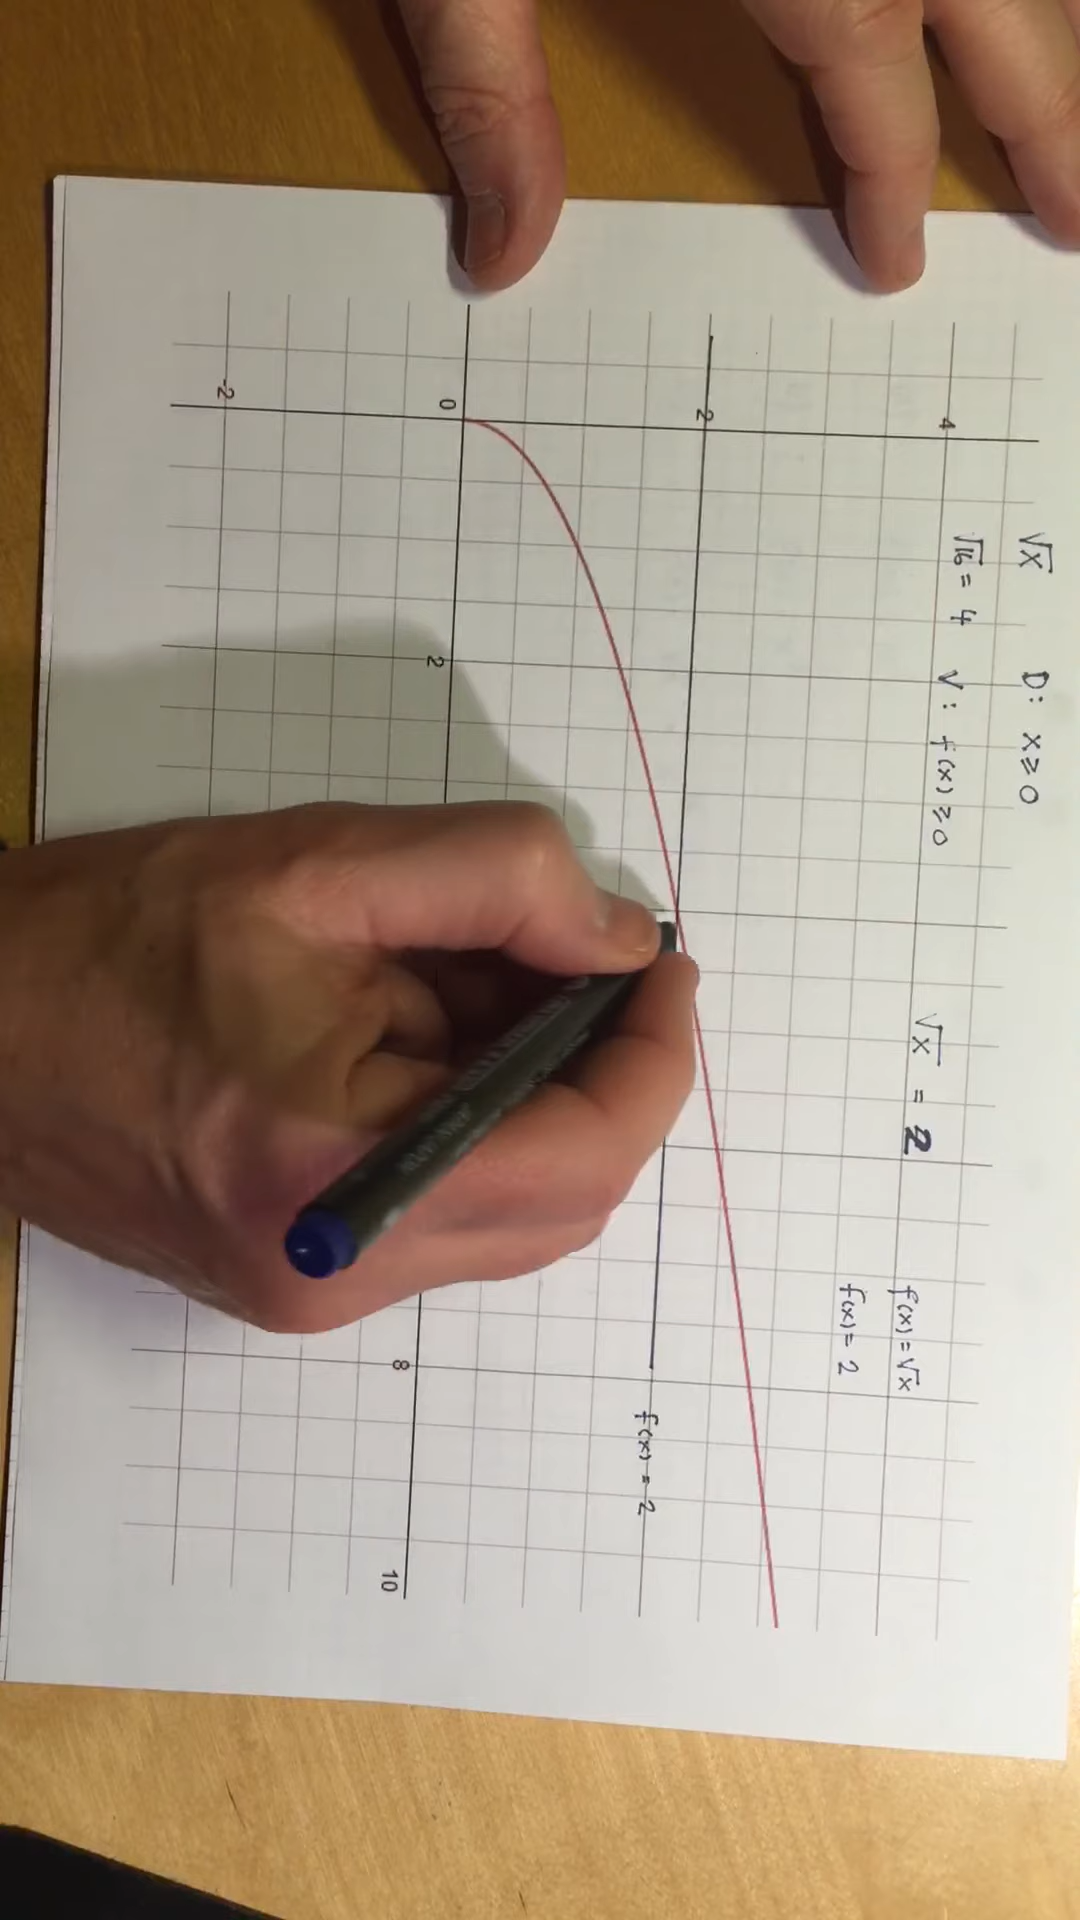 √x D: x ≥ 0
√16 = 4 V: f(x) ≥ 0
√x = 2
f(x) = √x
f(x) = 2
f(x) = 2
4
2
0
-2
2
8
10